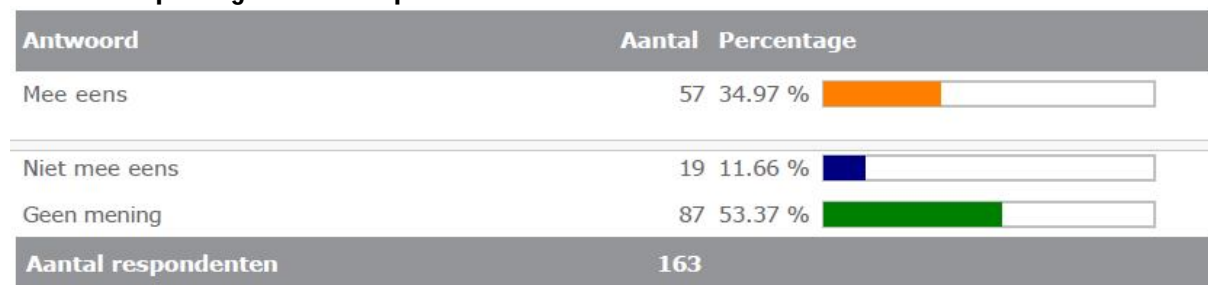 Antwoord Aantal Percentage
Mee eens 57 34.97 %
Niet mee eens 19 11.66 %
Geen mening 87 53.37 %
Aantal respondenten 163